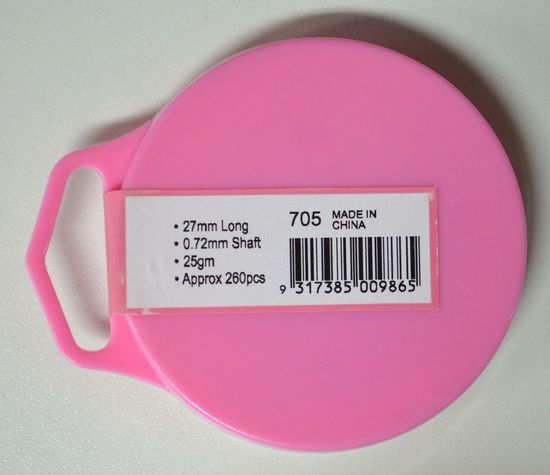 • 27mm Long
• 0.72mm Shaft
• 25gm
• Approx 260pcs
705 MADE IN
CHINA
9 317385 009865